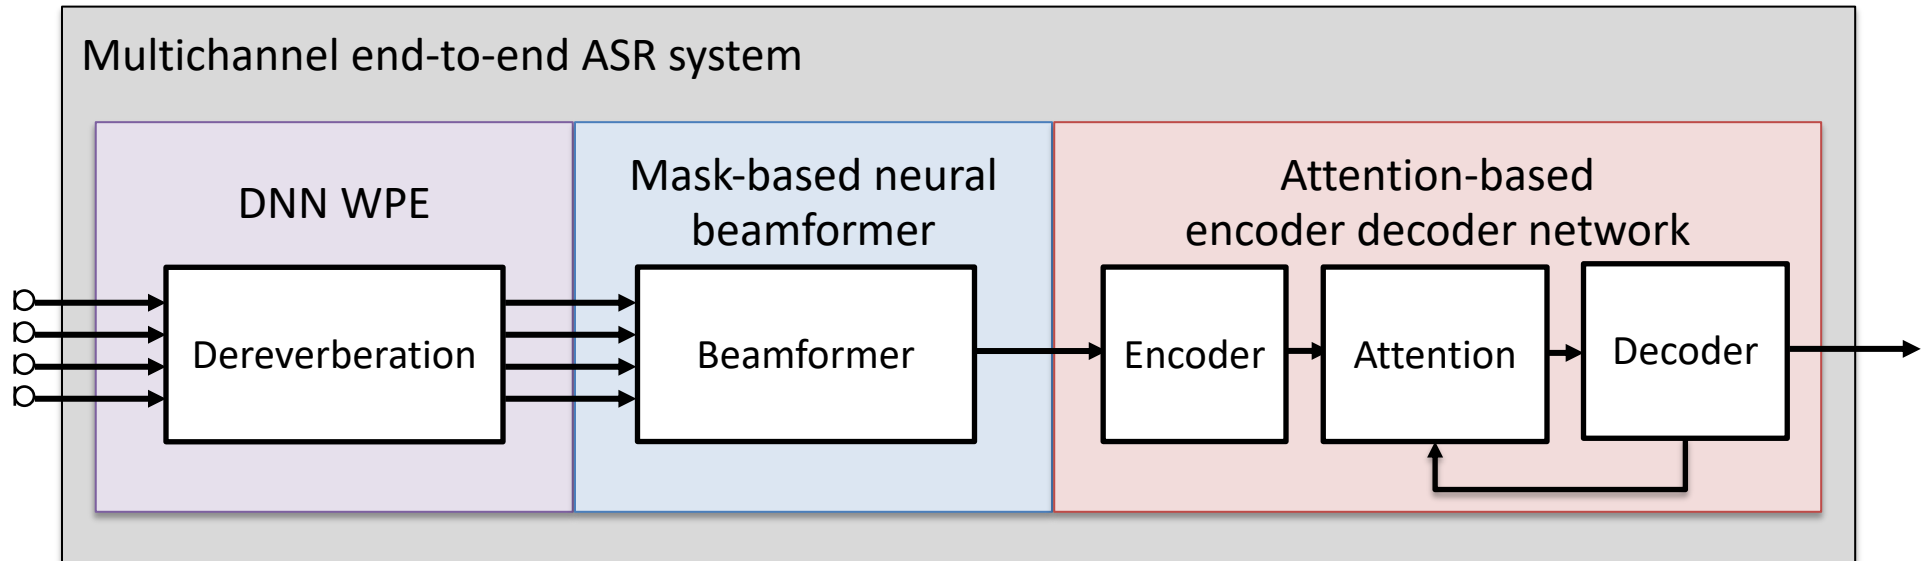 Multichannel end-to-end ASR system
DNN WPE
Mask-based neural
beamformer
Attention-based
encoder decoder network
Dereverberation
Beamformer
Encoder
Attention
Decoder